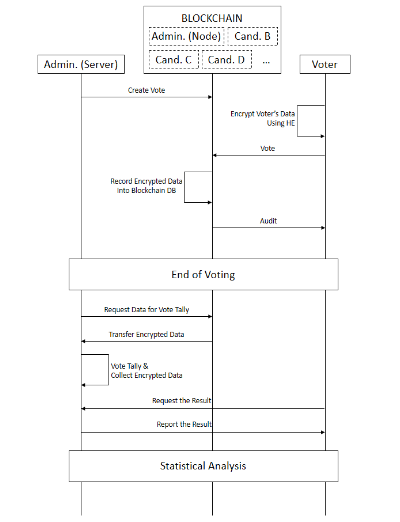 BLOCKCHAIN
Admin. (Node) Cand. B
Cand. C Cand. D ...
Admin. (Server)
Voter
Create Vote
Encrypt Voter's Data
Using HE
Vote
Record Encrypted Data
Into Blockchain DB
Audit
End of Voting
Request Data for Vote Tally
Transfer Encrypted Data
Vote Tally &
Collect Encrypted Data
Request the Result
Report the Result
Statistical Analysis